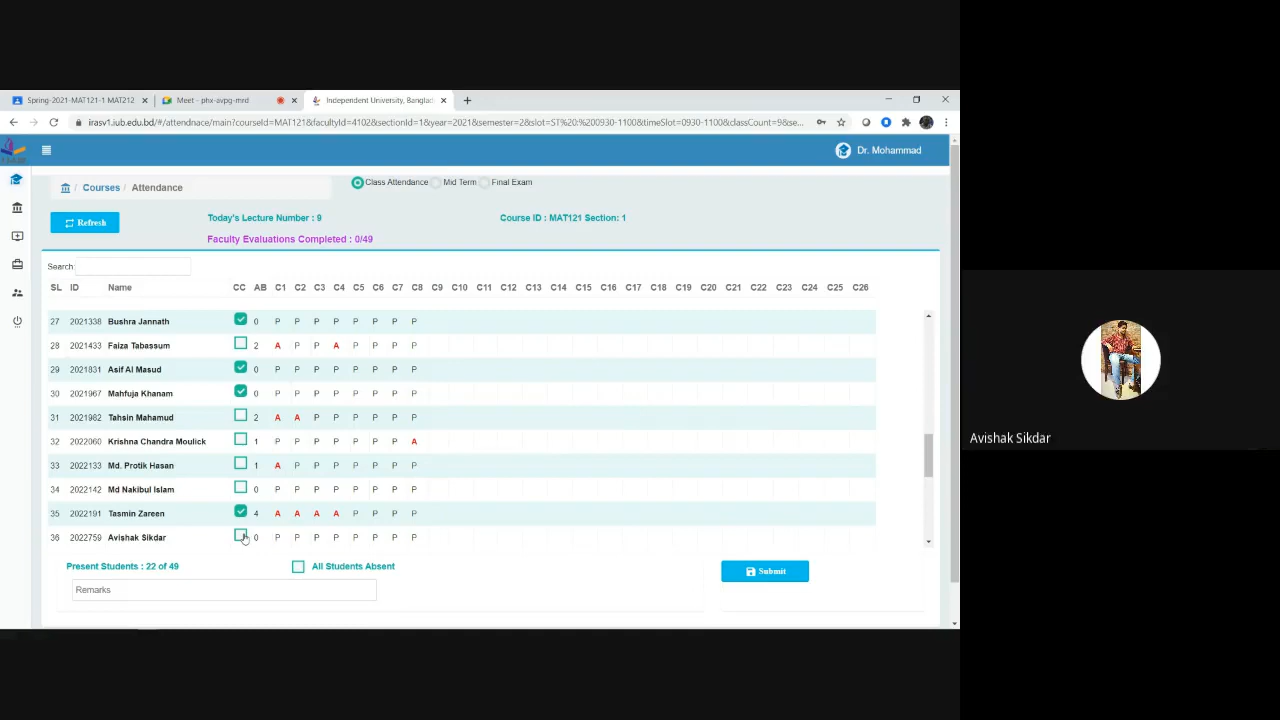 Spring-2021-MAT121-1 MAT212
Meet - phx-avpg-mrd
Independent University, Banglad
irasv1.iub.edu.bd/#/attendnace/main?courseId=MAT121&facultyId=4102&sectionId=1&year=2021&semester=2&slot=ST%20:%200930-1100&timeSlot=0930-1100&classCount=9&se...
Dr. Mohammad
Courses / Attendance
Class Attendance Mid Term Final Exam
Refresh
Today's Lecture Number : 9
Course ID : MAT121 Section: 1
Faculty Evaluations Completed : 0/49
Search:
SL ID Name CC AB C1 C2 C3 C4 C5 C6 C7 C8 C9 C10 C11 C12 C13 C14 C15 C16 C17 C18 C19 C20 C21 C22 C23 C24 C25 C26
27 2021338 Bushra Jannath 0 P P P P P P P P
28 2021433 Faiza Tabassum 2 A P P A P P P P
29 2021831 Asif Al Masud 0 P P P P P P P P
30 2021967 Mahfuja Khanam 0 P P P P P P P P
31 2021982 Tahsin Mahamud 2 A A P P P P P P
32 2022060 Krishna Chandra Moulick 1 P P P P P P P A
33 2022133 Md. Protik Hasan 1 A P P P P P P P
34 2022142 Md Nakibul Islam 0 P P P P P P P P
35 2022191 Tasmin Zareen 4 A A A A P P P P
36 2022759 Avishak Sikdar 0 P P P P P P P P
Present Students : 22 of 49
All Students Absent
Submit
Remarks
Avishak Sikdar